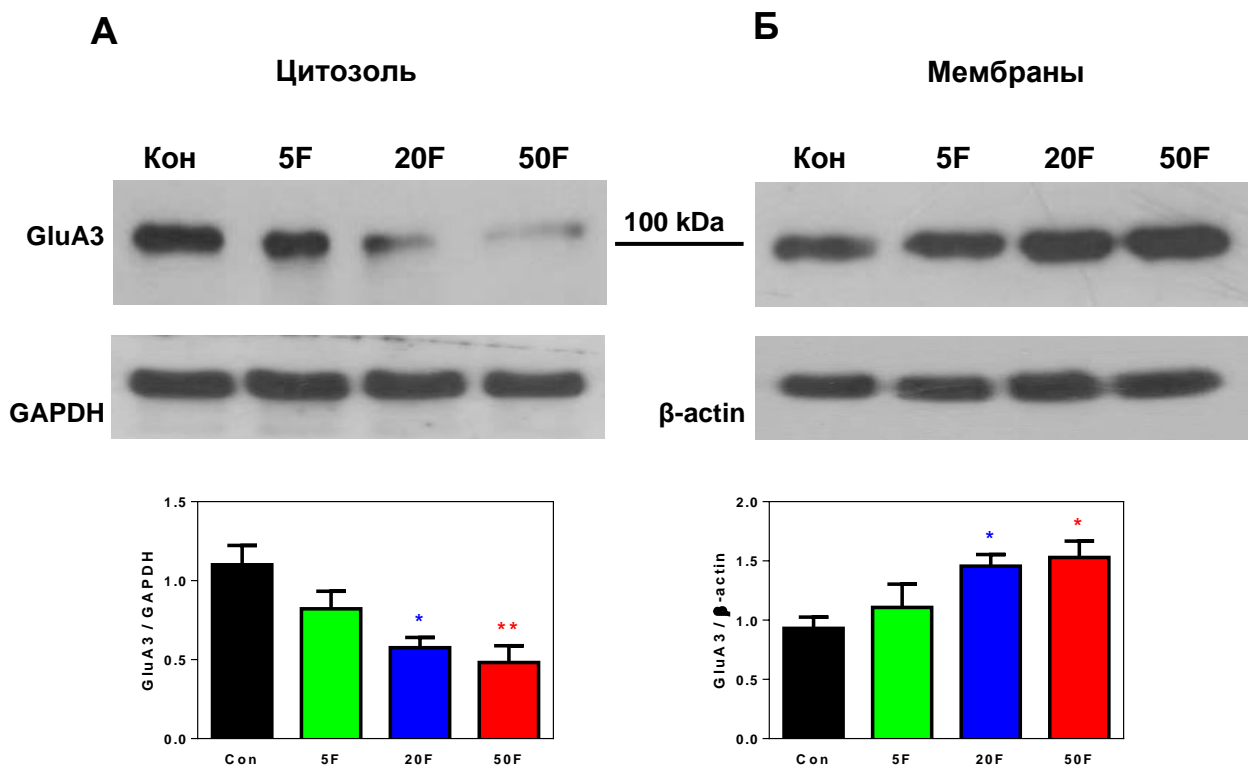 А
Б
Цитозоль
Мембраны
Кон 5F 20F 50F
Кон 5F 20F 50F
GluA3
100 kDa
GAPDH
β-actin
1.5
1.0
0.5
0.0
GluA3 / GAPDH
*
**
Con 5F 20F 50F
2.0
1.5
1.0
0.5
0.0
GluA3 / β-actin
*
*
Con 5F 20F 50F